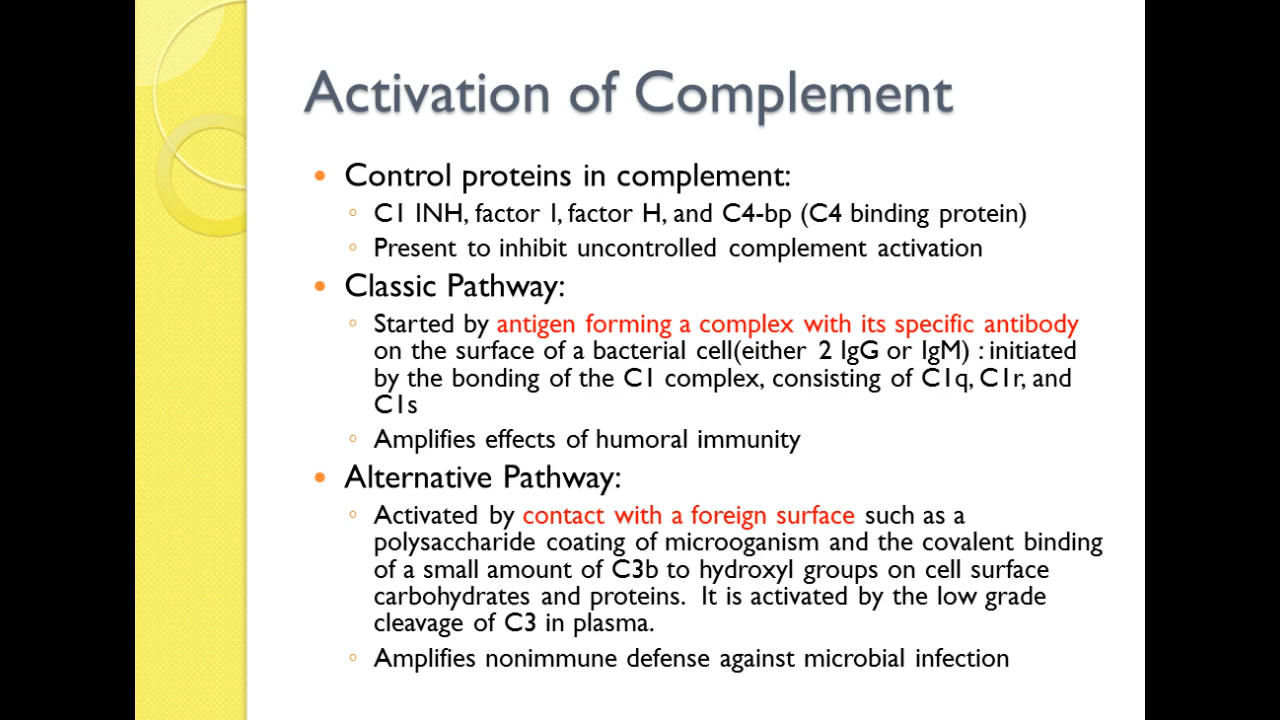 Activation of Complement
• Control proteins in complement:
◦ C1 INH, factor I, factor H, and C4-bp (C4 binding protein)
◦ Present to inhibit uncontrolled complement activation
• Classic Pathway:
◦ Started by antigen forming a complex with its specific antibody
on the surface of a bacterial cell(either 2 IgG or IgM) : initiated
by the bonding of the C1 complex, consisting of C1q, C1r, and
C1s
◦ Amplifies effects of humoral immunity
• Alternative Pathway:
◦ Activated by contact with a foreign surface such as a
polysaccharide coating of microoganism and the covalent binding
of a small amount of C3b to hydroxyl groups on cell surface
carbohydrates and proteins. It is activated by the low grade
cleavage of C3 in plasma.
◦ Amplifies nonimmune defense against microbial infection